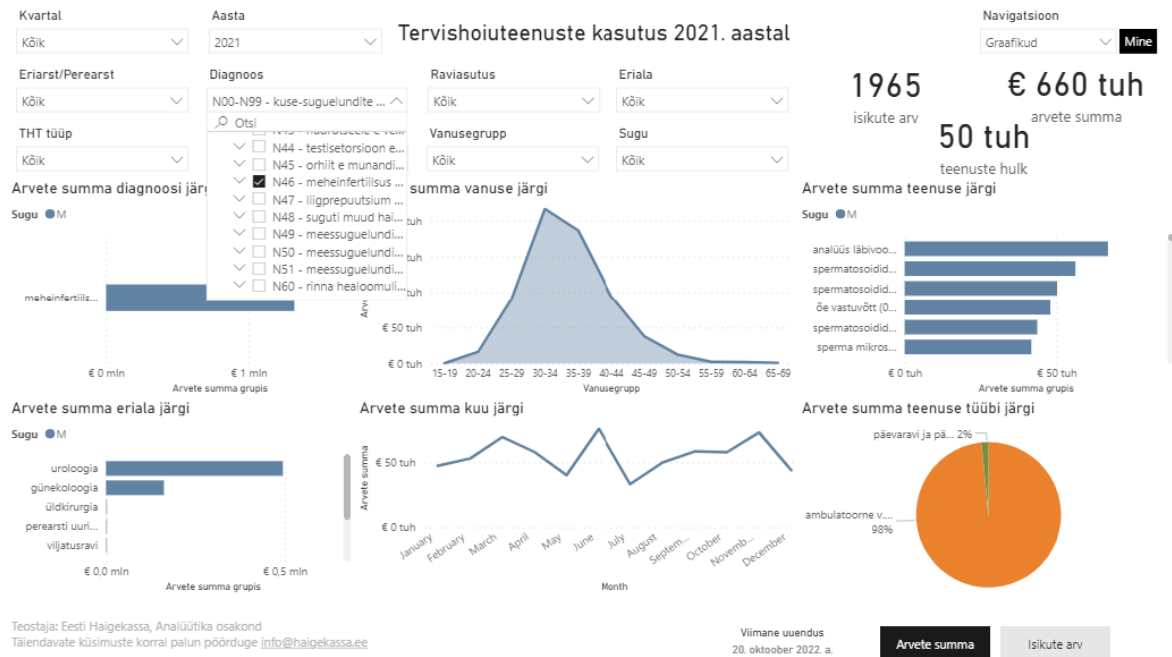 Kvartal
Kõik
Aasta
2021
Tervishoiuteenuste kasutus 2021. aastal
Navigatsioon
Graafikud
Mine
Eriarst/Perearst
Kõik
Diagnoos
N00-N99 - kuse-suguelundite ...
Raviasutus
Kõik
Eriala
Kõik
1965
isikute arv
€ 660 tuh
arvete summa
50 tuh
teenuste hulk
THT tüüp
Kõik
Otsi
N44 - testisetorsioon e...
N45 - orhiit e munandi...
N46 - meheinfertiilsus ...
N47 - liigprepuutsium ...
N48 - suguti muud hai...
N49 - meessuguelundi...
N50 - meessuguelundi...
N51 - meessuguelundi...
N60 - rinna healoomuli...
Vanusegrupp
Kõik
Sugu
Kõik
Arvete summa diagnoosi
Sugu M
meheinfertiils...
€ 0 mln
€ 1 mln
Arvete summa grupis
summa vanuse järgi
tuh
tuh
€ 50 tuh
€ 0 tuh
15-19 20-24 25-29 30-34 35-39 40-44 45-49 50-54 55-59 60-64 65-69
Vanusegrupp
Arvete summa teenuse järgi
Sugu M
analüüs läbivoo...
spermatosoidid...
spermatosoidid...
õe vastuvõtt (0...
spermatosoidid...
sperma mikros...
€ 0 tuh
€ 50 tuh
Arvete summa grupis
Arvete summa eriala järgi
Sugu M
uroloogia
günekoloogia
üldkirurgia
perearsti uuri...
viljatusravi
€ 0,0 mln
€ 0,5 mln
Arvete summa grupis
Arvete summa kuu järgi
Arvete summa
€ 50 tuh
€ 0 tuh
January February March April May June July August Septem... October Novemb... December
Month
Arvete summa teenuse tüübi järgi
päevaravi ja pä... 2%
ambulatoorne v....
98%
Teostaja: Eesti Haigekassa, Analüütika osakond
Täiendavate küsimuste korral palun pöörduge info@haigekassa.ee
Viimane uuendus
20. oktoober 2022. a.
Arvete summa
Isikute arv